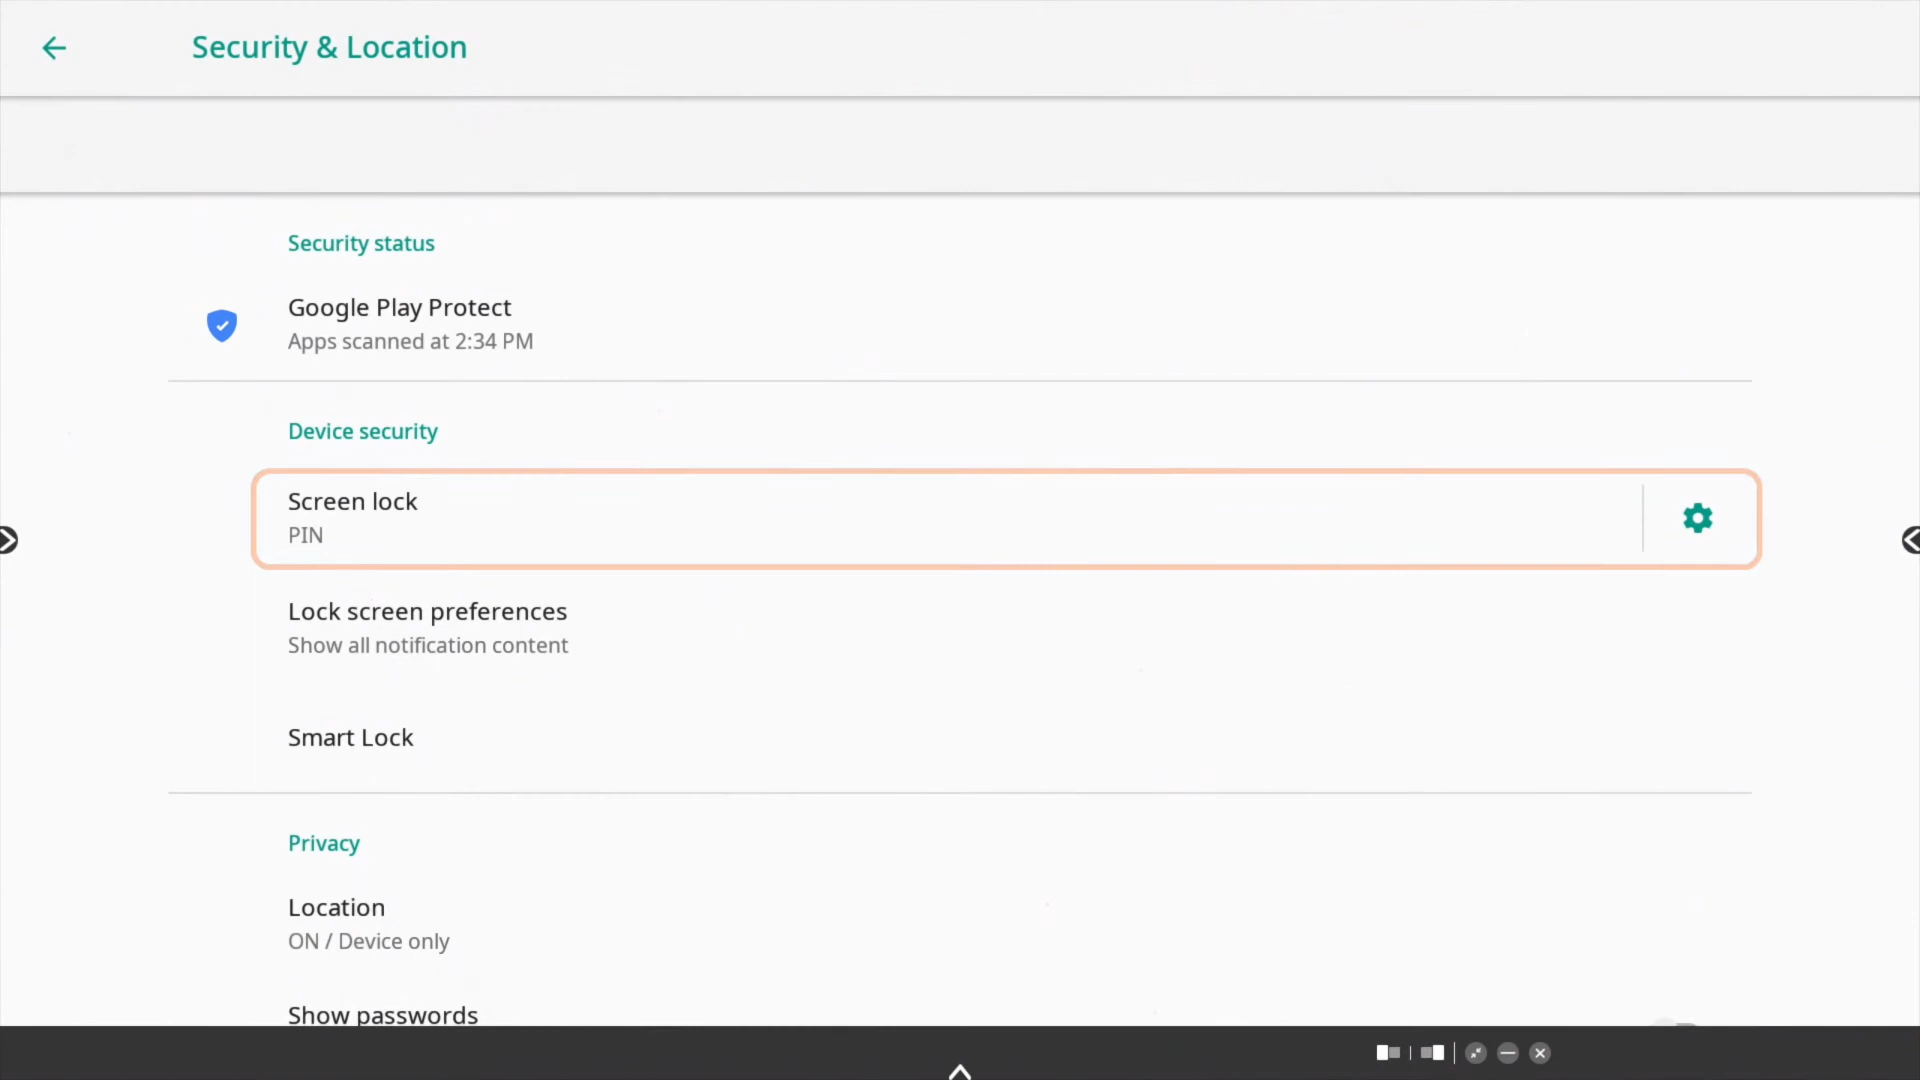 Security & Location
Security status
Google Play Protect
Apps scanned at 2:34 PM
Device security
Screen lock
PIN
Lock screen preferences
Show all notification content
Smart Lock
Privacy
Location
ON / Device only
Show passwords